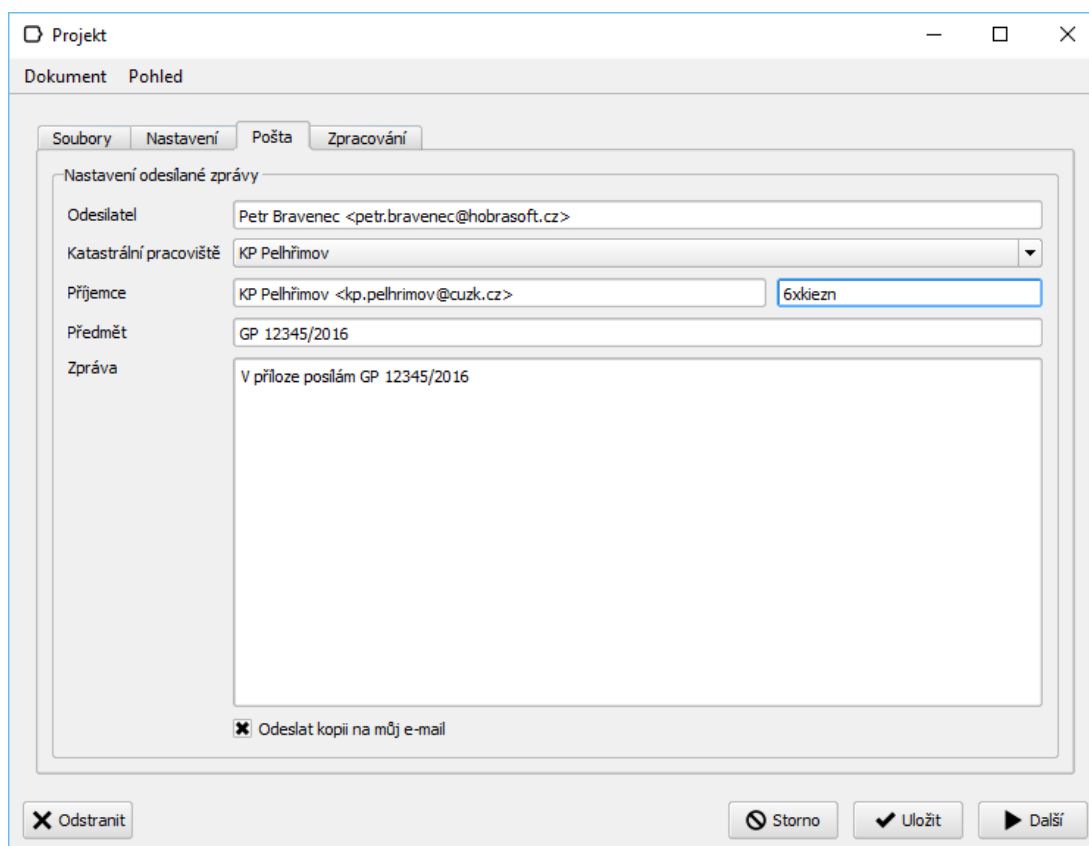 Projekt
Dokument Pohled
Soubory Nastavení Pošta Zpracování
Nastavení odesílané zprávy
Odesilatel Petr Bravenec <petr.bravenec@hobrasoft.cz>
Katastrální pracoviště KP Pelhřimov
Příjemce KP Pelhřimov <kp.pelhrimov@cuzk.cz> 6xkiezn
Předmět GP 12345/2016
Zpráva V příloze posílám GP 12345/2016
Odeslat kopii na můj e-mail
Odstranit Storno Uložit Další